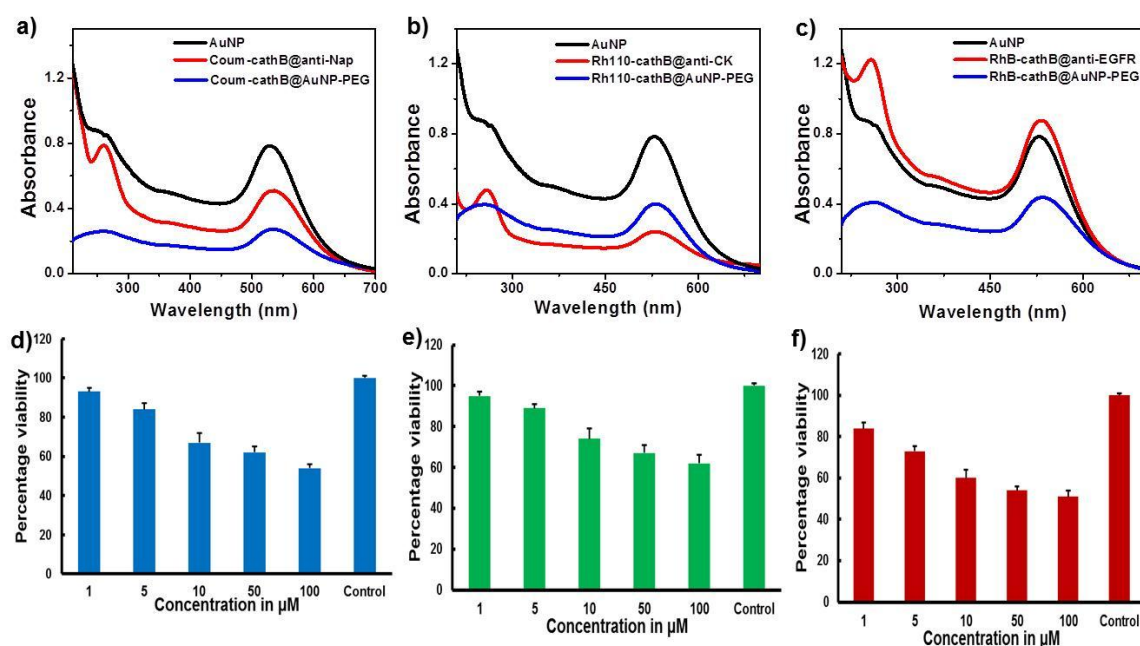 a)
AuNP
Coum-cathB@anti-Nap
Coum-cathB@AuNP-PEG
1.2
0.8
0.4
0.0
Absorbance
300 400 500 600 700
Wavelength (nm)
b)
AuNP
Rh110-cathB@anti-CK
Rh110-cathB@AuNP-PEG
1.2
0.8
0.4
0.0
Absorbance
300 450 600
Wavelength (nm)
c)
AuNP
RhB-cathB@anti-EGFR
RhB-cathB@AuNP-PEG
1.2
0.8
0.4
0.0
Absorbance
300 450 600
Wavelength (nm)
d)
120
100
80
60
40
20
0
Percentage viability
1 5 10 50 100 Control
Concentration in µM
e)
120
100
80
60
40
20
0
Percentage viability
1 5 10 50 100 Control
Concentration in µM
f)
120
100
80
60
40
20
0
Percentage viability
1 5 10 50 100 Control
Concentration in µM